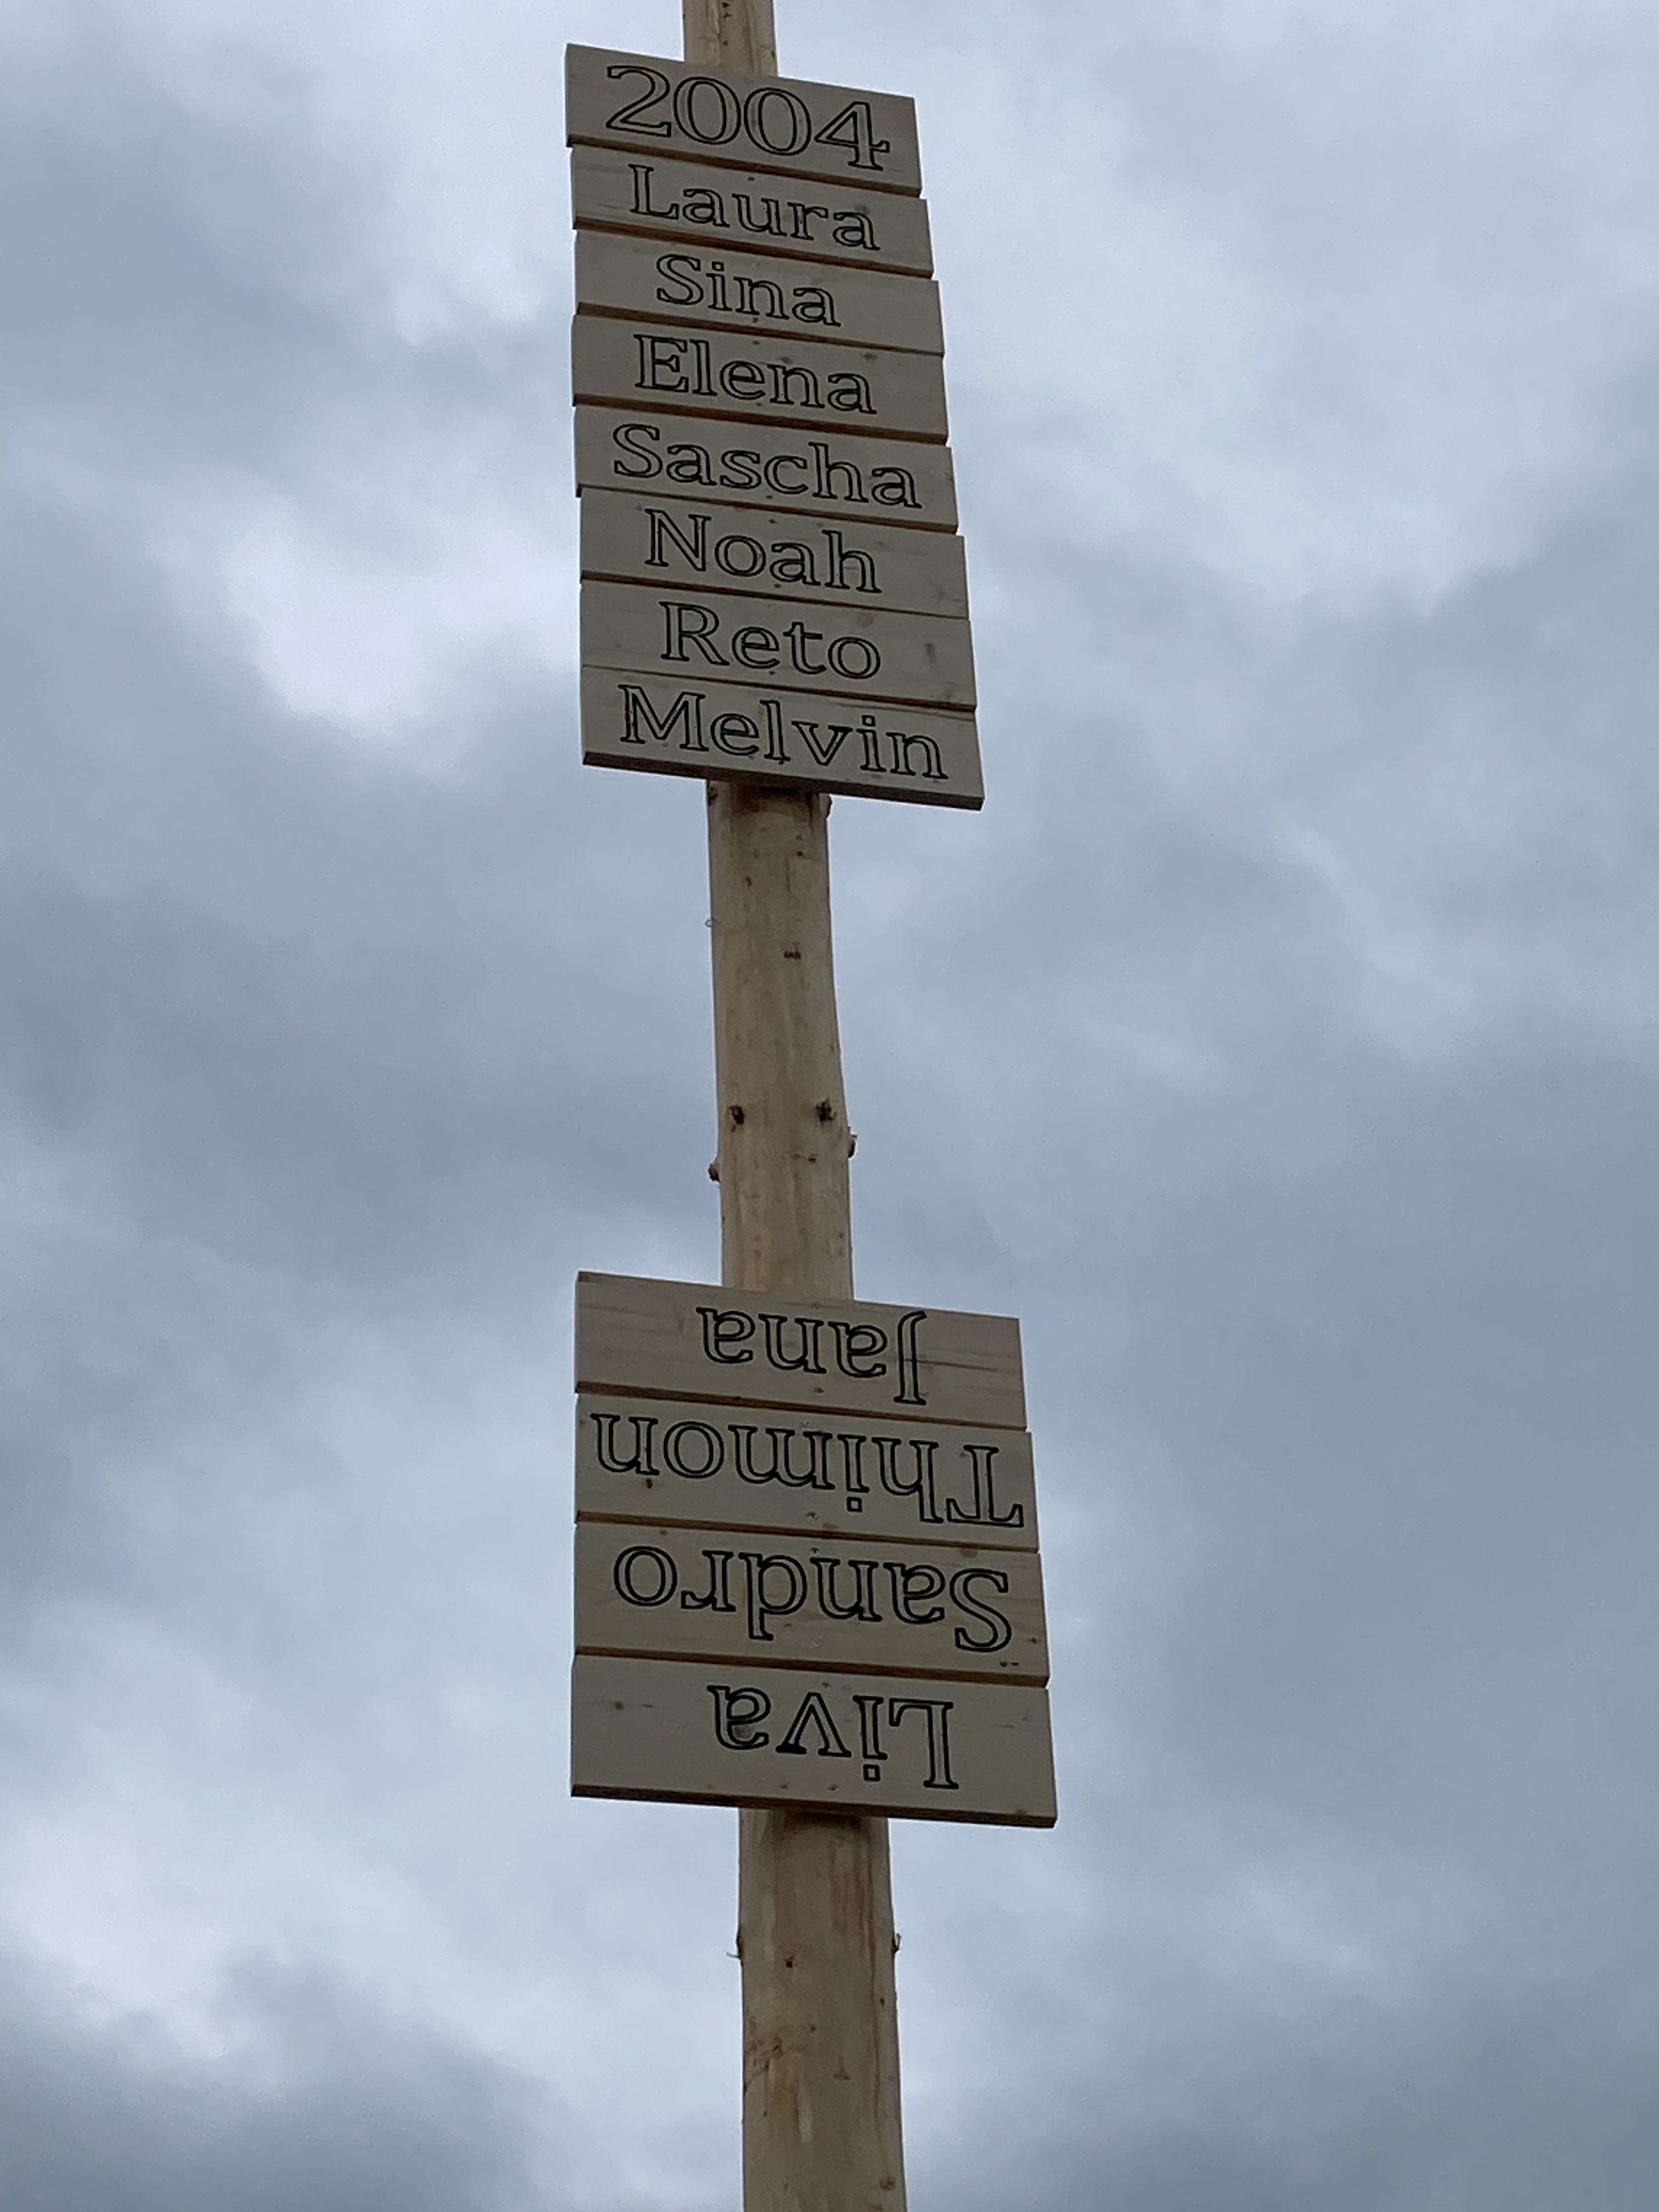 2004
Laura
Sina
Elena
Sascha
Noah
Reto
Melvin
Jana
Thimon
Sandro
Liva